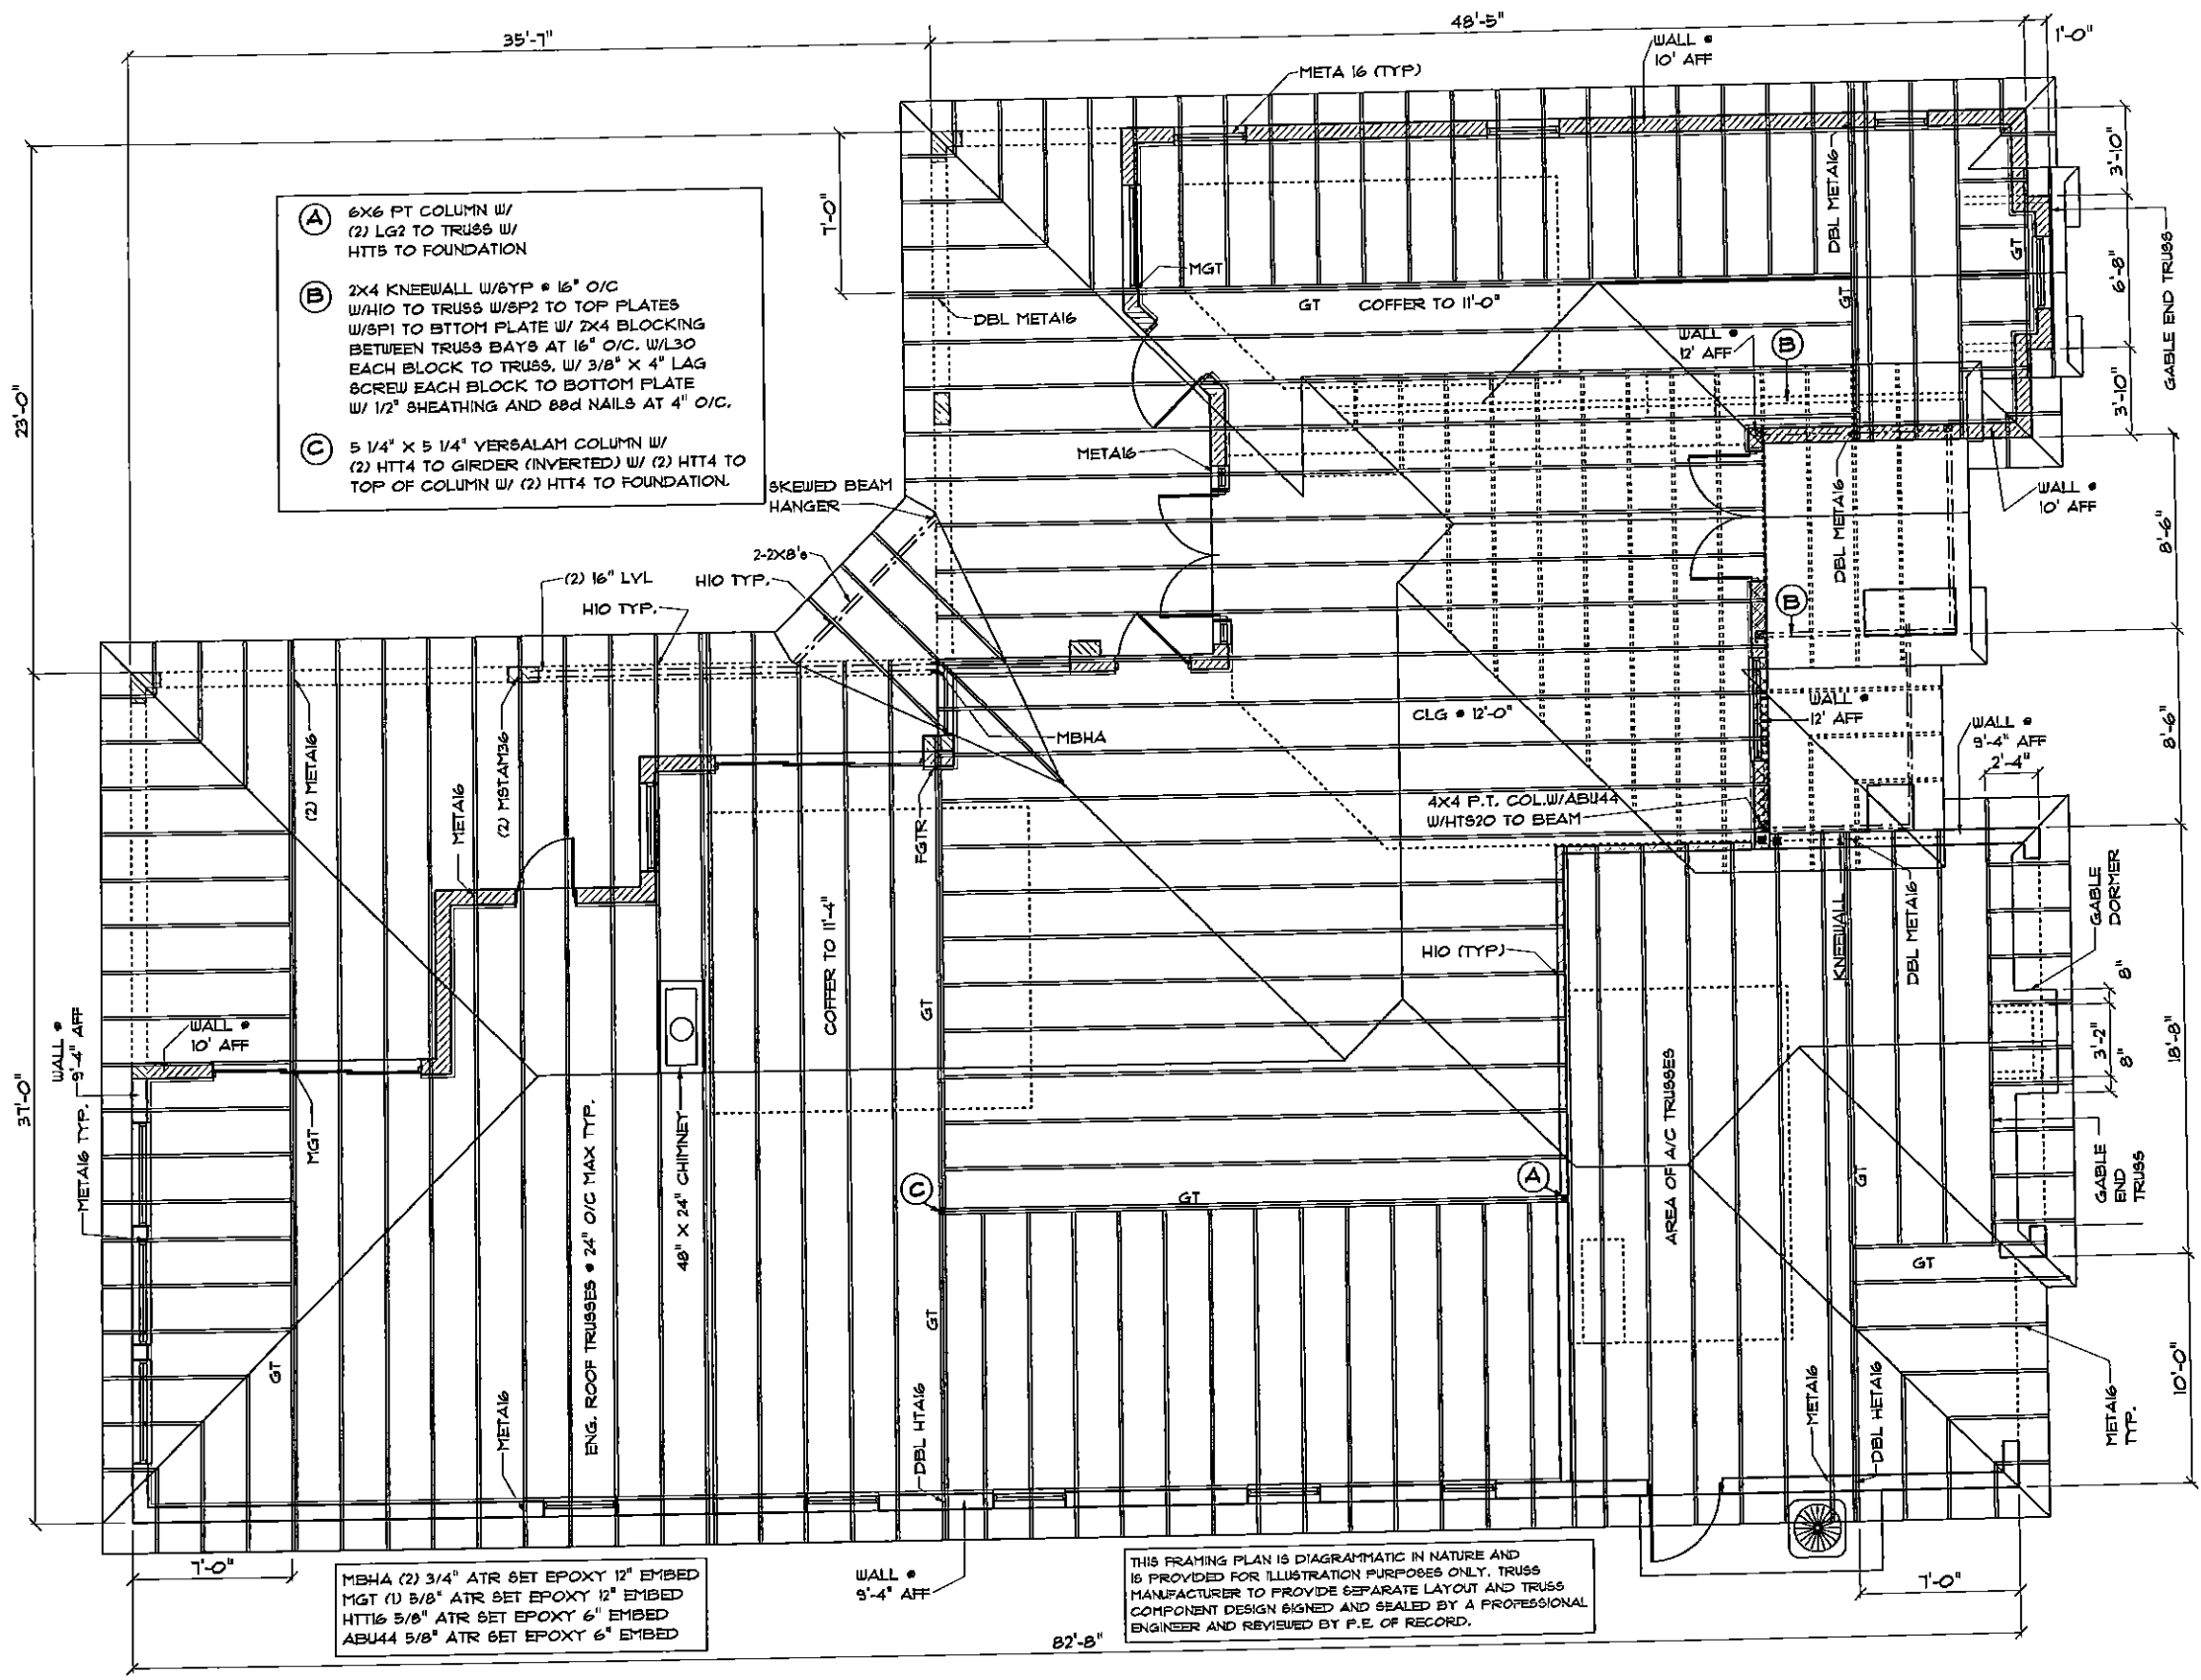 35'-7"
48'-5"
1'-0"
WALL @
10' AFF
META 16 (TYP)
3'-10"
6'-8"
3'-10"
GABLE END TRUSS
7'-0"
23'-0"
37'-0"
A
6X6 PT COLUMN W/
(2) LG2 TO TRUSS W/
HTT5 TO FOUNDATION
B
2X4 KNEEWALL W/SYP @ 16" O/C
W/H10 TO TRUSS W/SP2 TO TOP PLATES
W/SP1 TO BTTOM PLATE W/ 2X4 BLOCKING
BETWEEN TRUSS BAYS AT 16" O/C. W/L30
EACH BLOCK TO TRUSS, W/ 3/8" X 4" LAG
SCREW EACH BLOCK TO BOTTOM PLATE
W/ 1/2" SHEATHING AND 88d NAILS AT 4" O/C.
C
5 1/4" X 5 1/4" VERSALAM COLUMN W/
(2) HTT4 TO GIRDER (INVERTED) W/ (2) HTT4 TO
TOP OF COLUMN W/ (2) HTT4 TO FOUNDATION.
DBL META16
GT
GT
MGT
GT COFFER TO 11'-0"
DBL META16
WALL @
12' AFF
B
META16
SKEWED BEAM
HANGER
DBL META16
WALL @
10' AFF
8'-6"
2-2X8's
H10 TYP.
(2) 16" LVL
H10 TYP.
B
(2) META16
(2) MSTAM36
META16
MBHA
CLG @ 12'-0"
WALL @
12' AFF
WALL @
9'-4" AFF
2'-4"
8'-6"
4X4 P.T. COL.W/ABU44
W/HTS20 TO BEAM
FGTR
KNEEWALL
DBL META16
GABLE
DORMER
COFFER TO 11'-4"
GT
H10 (TYP)
8"
3'-2"
8"
18'-8"
WALL @
9'-4" AFF
WALL @
10' AFF
META16 TYP.
MGT
ENG. ROOF TRUSSES @ 24" O/C MAX TYP.
48" X 24" CHIMNEY
AREA OF A/C TRUSSES
C
A
GT
GT
GABLE
END
TRUSS
GT
GT
GT
META16
DBL HTA16
META16
DBL HETA16
META16
TYP.
10'-0"
7'-0"
MBHA (2) 3/4" ATR SET EPOXY 12" EMBED
MGT (1) 5/8" ATR SET EPOXY 12" EMBED
HTT16 5/8" ATR SET EPOXY 6" EMBED
ABU44 5/8" ATR SET EPOXY 6" EMBED
WALL @
9'-4" AFF
THIS FRAMING PLAN IS DIAGRAMMATIC IN NATURE AND
IS PROVIDED FOR ILLUSTRATION PURPOSES ONLY. TRUSS
MANUFACTURER TO PROVIDE SEPARATE LAYOUT AND TRUSS
COMPONENT DESIGN SIGNED AND SEALED BY A PROFESSIONAL
ENGINEER AND REVIEWED BY P.E. OF RECORD.
7'-0"
82'-8"